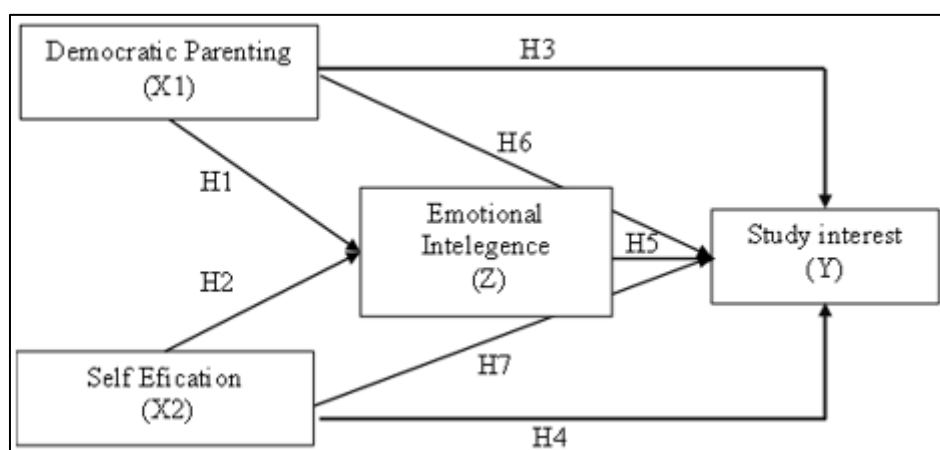 Democratic Parenting
(X1)
H3
H6
H1
Emotional
Intelegence
(Z)
H5
Study interest
(Y)
H2
Self Efication
(X2)
H7
H4